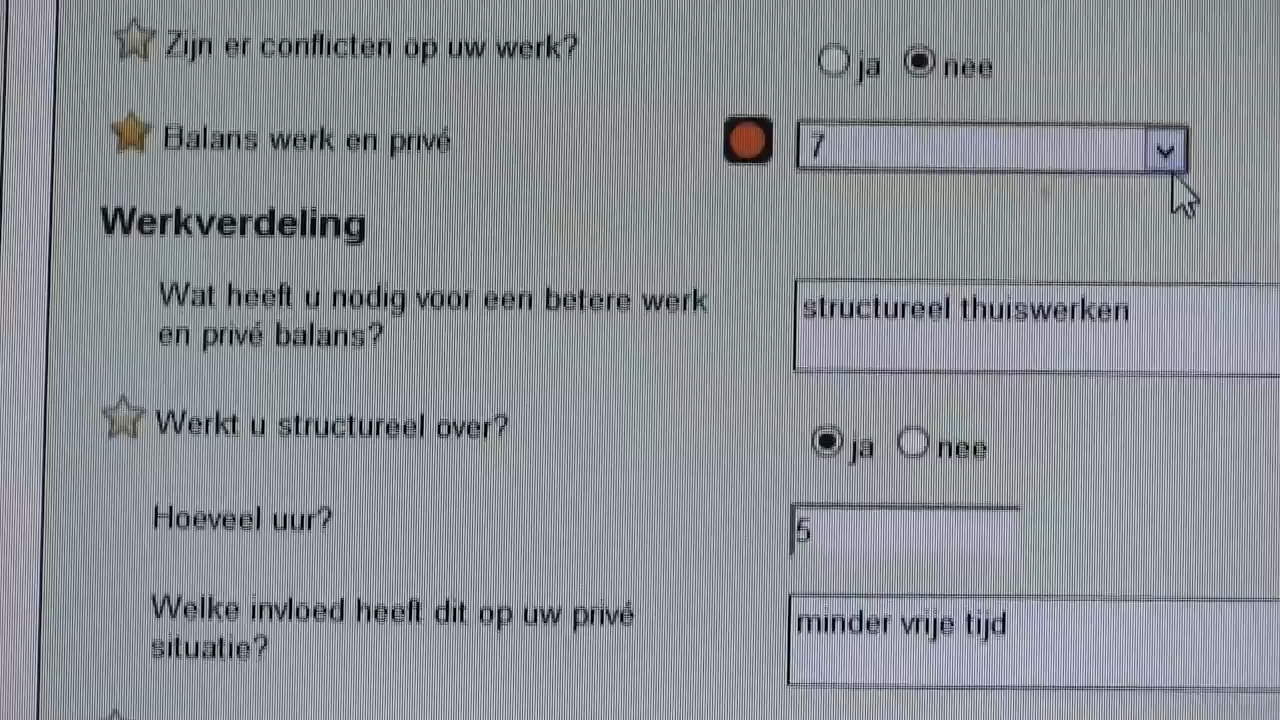 Zijn er conflicten op uw werk?
ja nee
Balans werk en privé
7
Werkverdeling
Wat heeft u nodig voor een betere werk
en privé balans?
structureel thuiswerken
Werkt u structureel over?
ja nee
Hoeveel uur?
5
Welke invloed heeft dit op uw privé
situatie?
minder vrije tijd